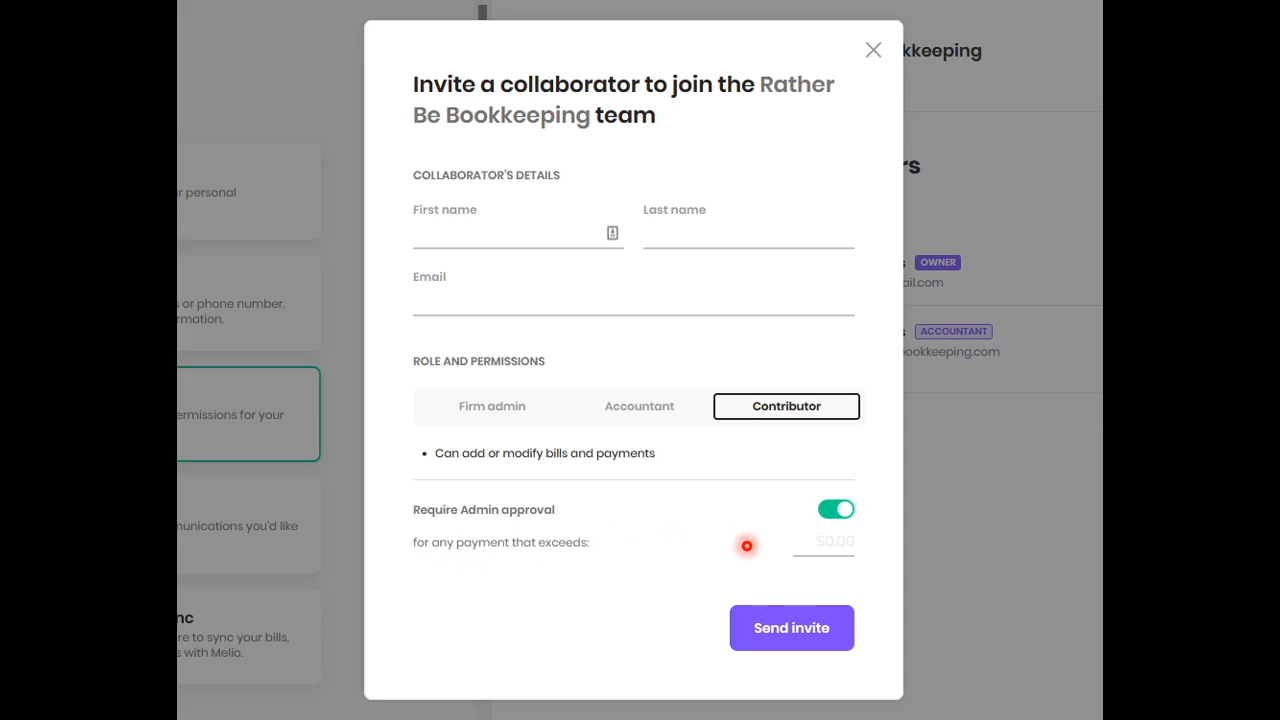 Invite a collaborator to join the Rather
Be Bookkeeping team
COLLABORATOR'S DETAILS
First name
Last name
Email
ROLE AND PERMISSIONS
Firm admin
Accountant
Contributor
• Can add or modify bills and payments
Require Admin approval
for any payment that exceeds:
$0.00
Send invite
r personal
s or phone number.
rmation.
ermissions for your
nunications you'd like
nc
re to sync your bills,
s with Melio.
kkeeping
rs
s OWNER
ail.com
s ACCOUNTANT
bookkeeping.com